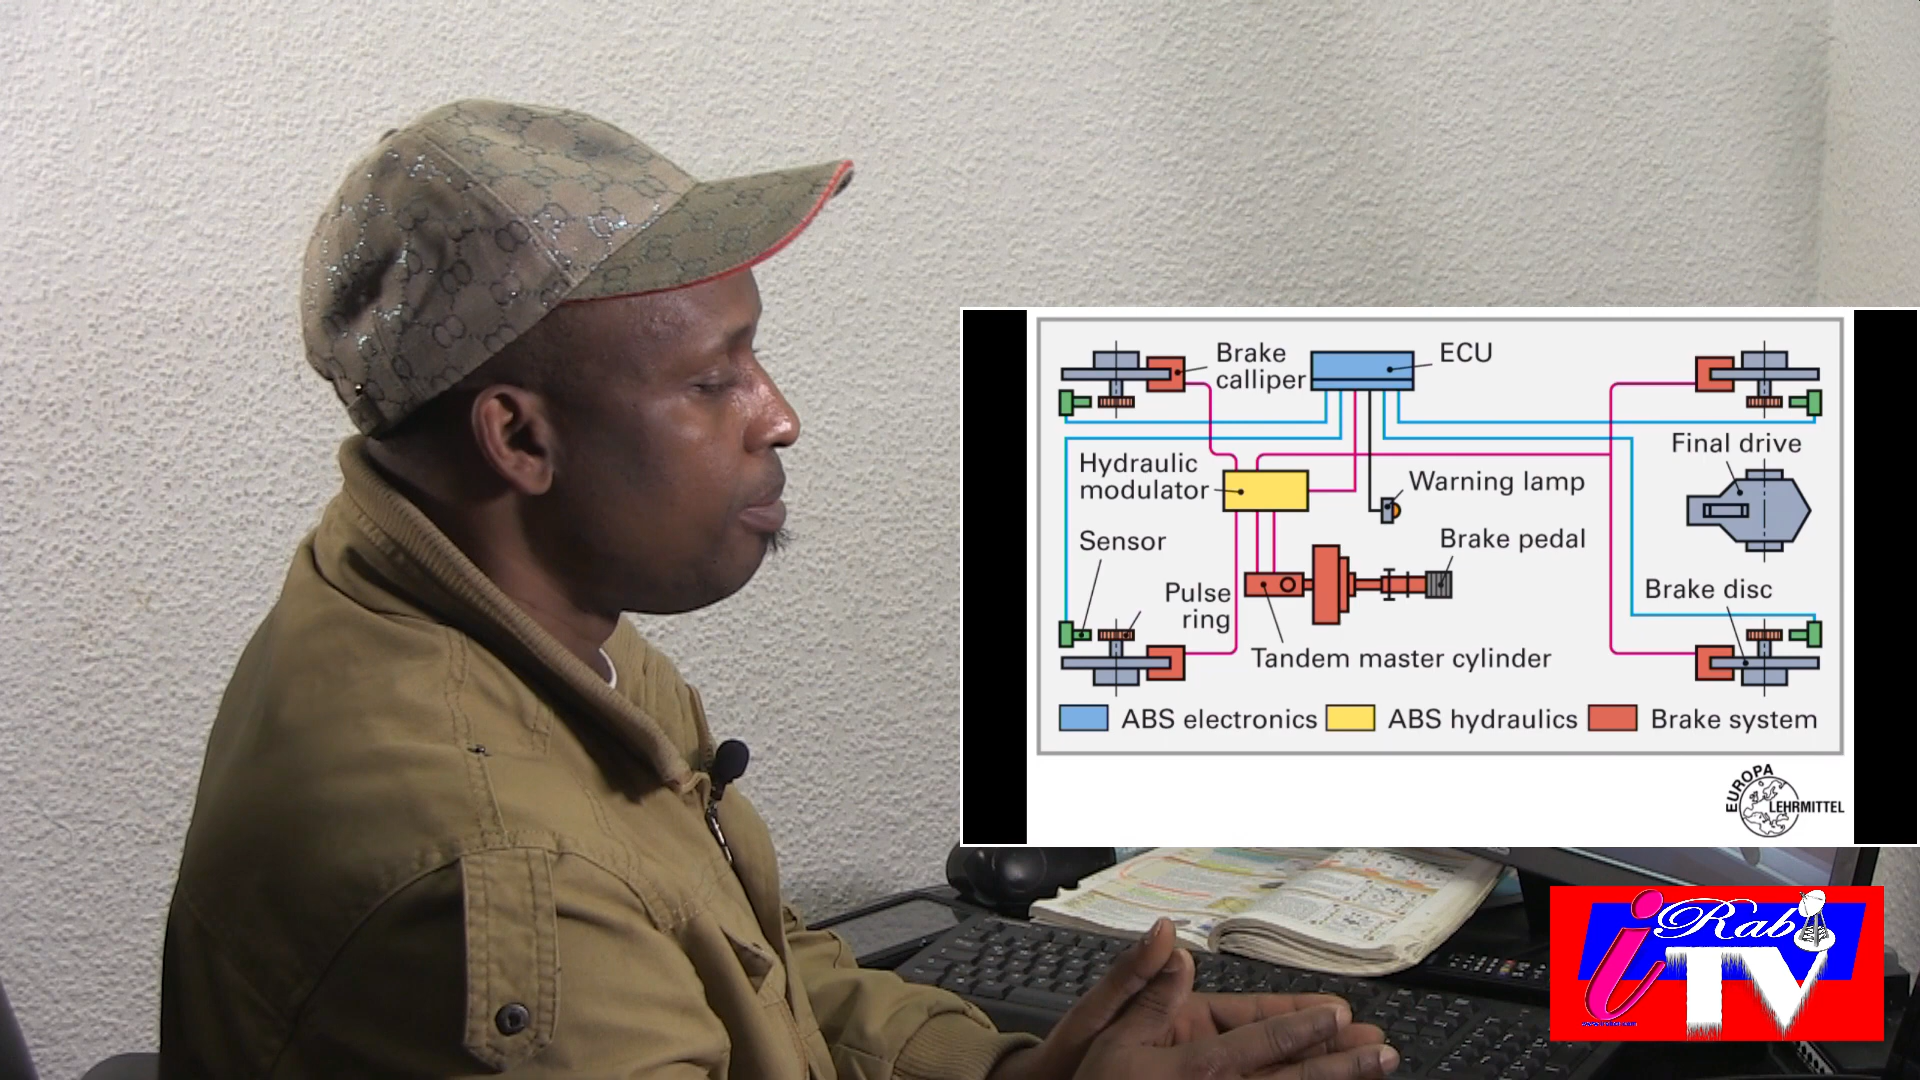 Brake
calliper
ECU
Final drive
Hydraulic
modulator
Warning lamp
Sensor
Brake pedal
Pulse
ring
Brake disc
Tandem master cylinder
ABS electronics
ABS hydraulics
Brake system
EUROPA
LEHRMITTEL
iRab
TV